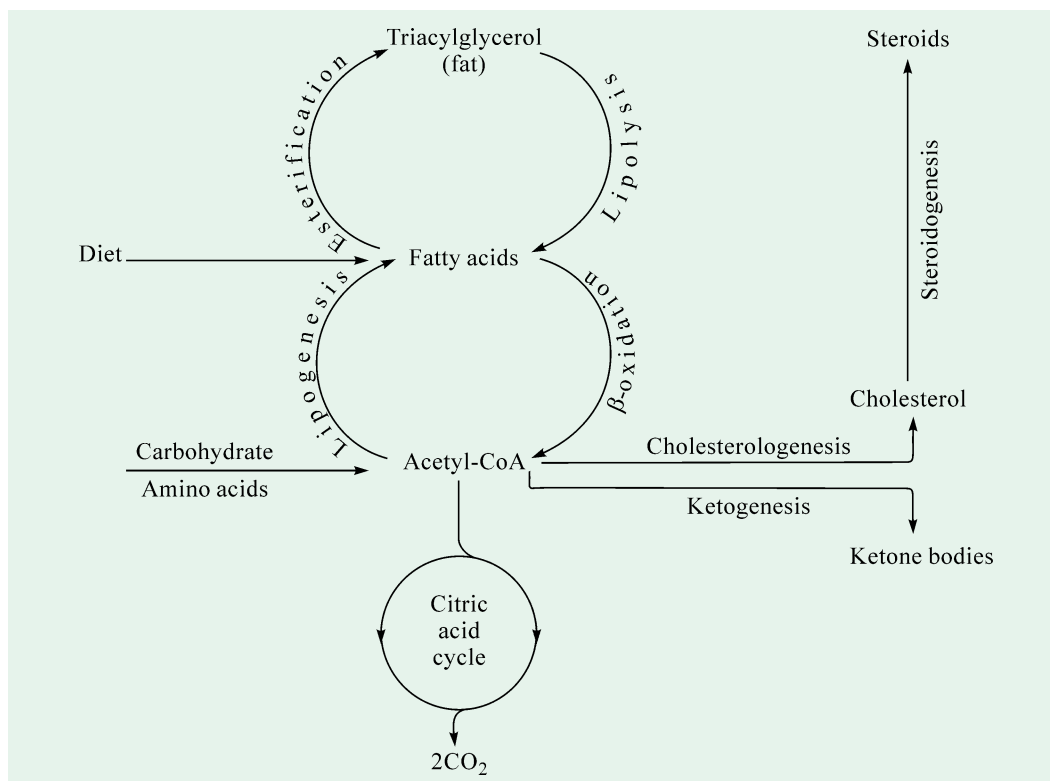 Triacylglycerol
(fat)
Steroids
Esterification
Lipolysis
Steroidogenesis
Diet
Fatty acids
Lipogenesis
β-oxidation
Cholesterol
Carbohydrate
Amino acids
Acetyl-CoA
Cholesterologenesis
Ketogenesis
Ketone bodies
Citric
acid
cycle
2CO₂